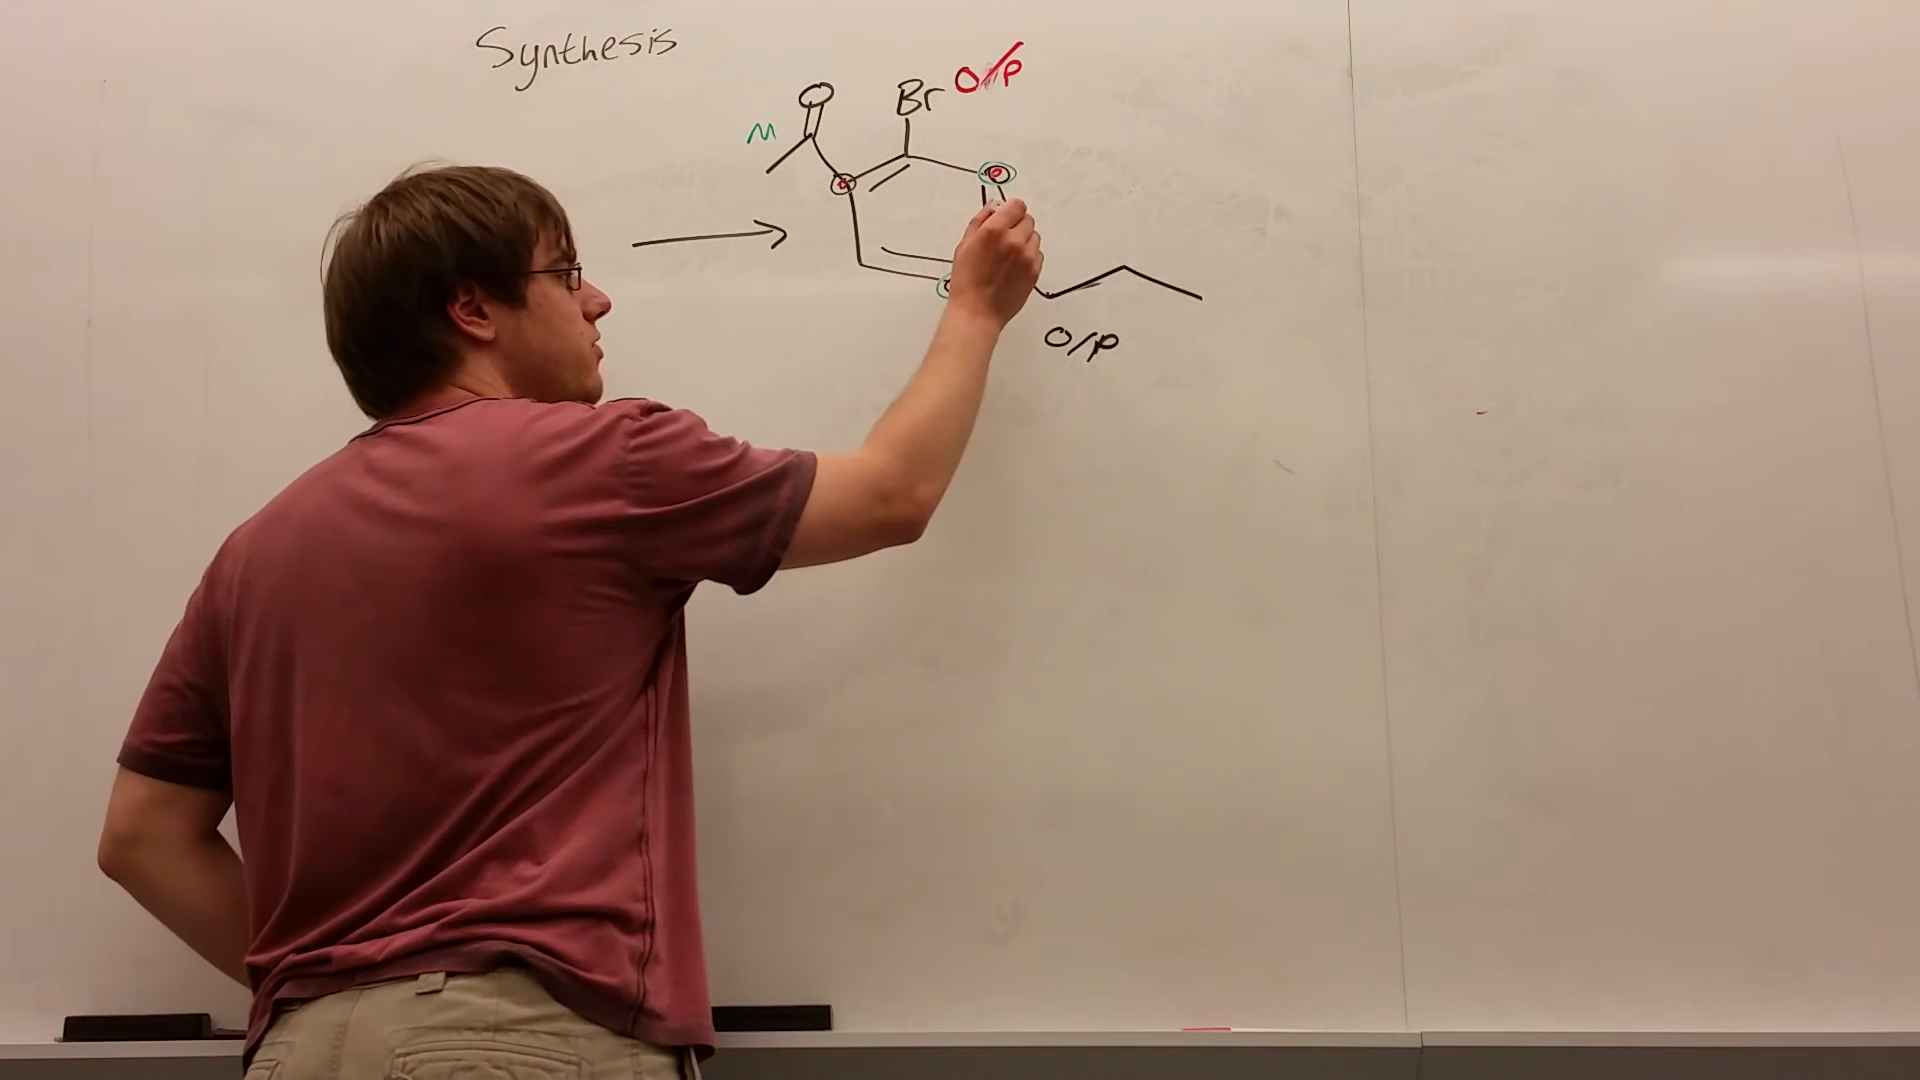 Synthesis
O
Br O/P
M
O/P